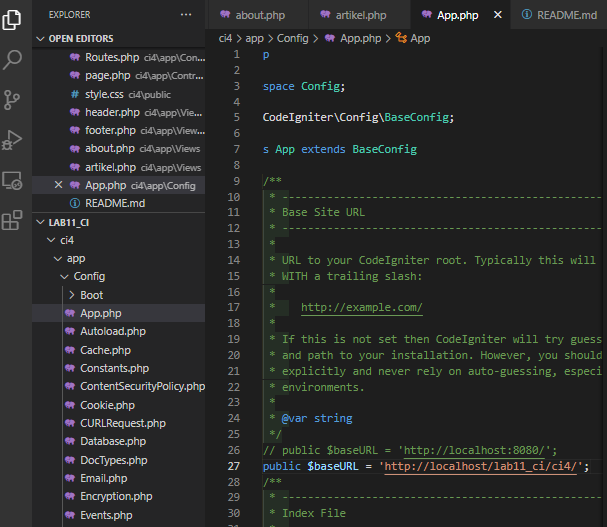 EXPLORER ...
OPEN EDITORS
Routes.php ci4\app\Con...
page.php ci4\app\Contr...
style.css ci4\public
header.php ci4\app\Vie...
footer.php ci4\app\View...
about.php ci4\app\Views
artikel.php ci4\app\Views
App.php ci4\app\Config
README.md
LAB11_CI
ci4
app
Config
Boot
App.php
Autoload.php
Cache.php
Constants.php
ContentSecurityPolicy.php
Cookie.php
CURLRequest.php
Database.php
DocTypes.php
Email.php
Encryption.php
Events.php
about.php artikel.php App.php README.md
ci4 > app > Config > App.php > App
1 p
2
3 space Config;
4
5 CodeIgniter\Config\BaseConfig;
6
7 s App extends BaseConfig
8
9 /**
10 * --------------------------------------------------
11 * Base Site URL
12 * --------------------------------------------------
13 *
14 * URL to your CodeIgniter root. Typically this will
15 * WITH a trailing slash:
16 *
17 * http://example.com/
18 *
19 * If this is not set then CodeIgniter will try guess
20 * and path to your installation. However, you should
21 * explicitly and never rely on auto-guessing, especi
22 * environments.
23 *
24 * @var string
25 */
26 // public $baseURL = 'http://localhost:8080/';
27 public $baseURL = 'http://localhost/lab11_ci/ci4/';
28 /**
29 * --------------------------------------------------
30 * Index File
31